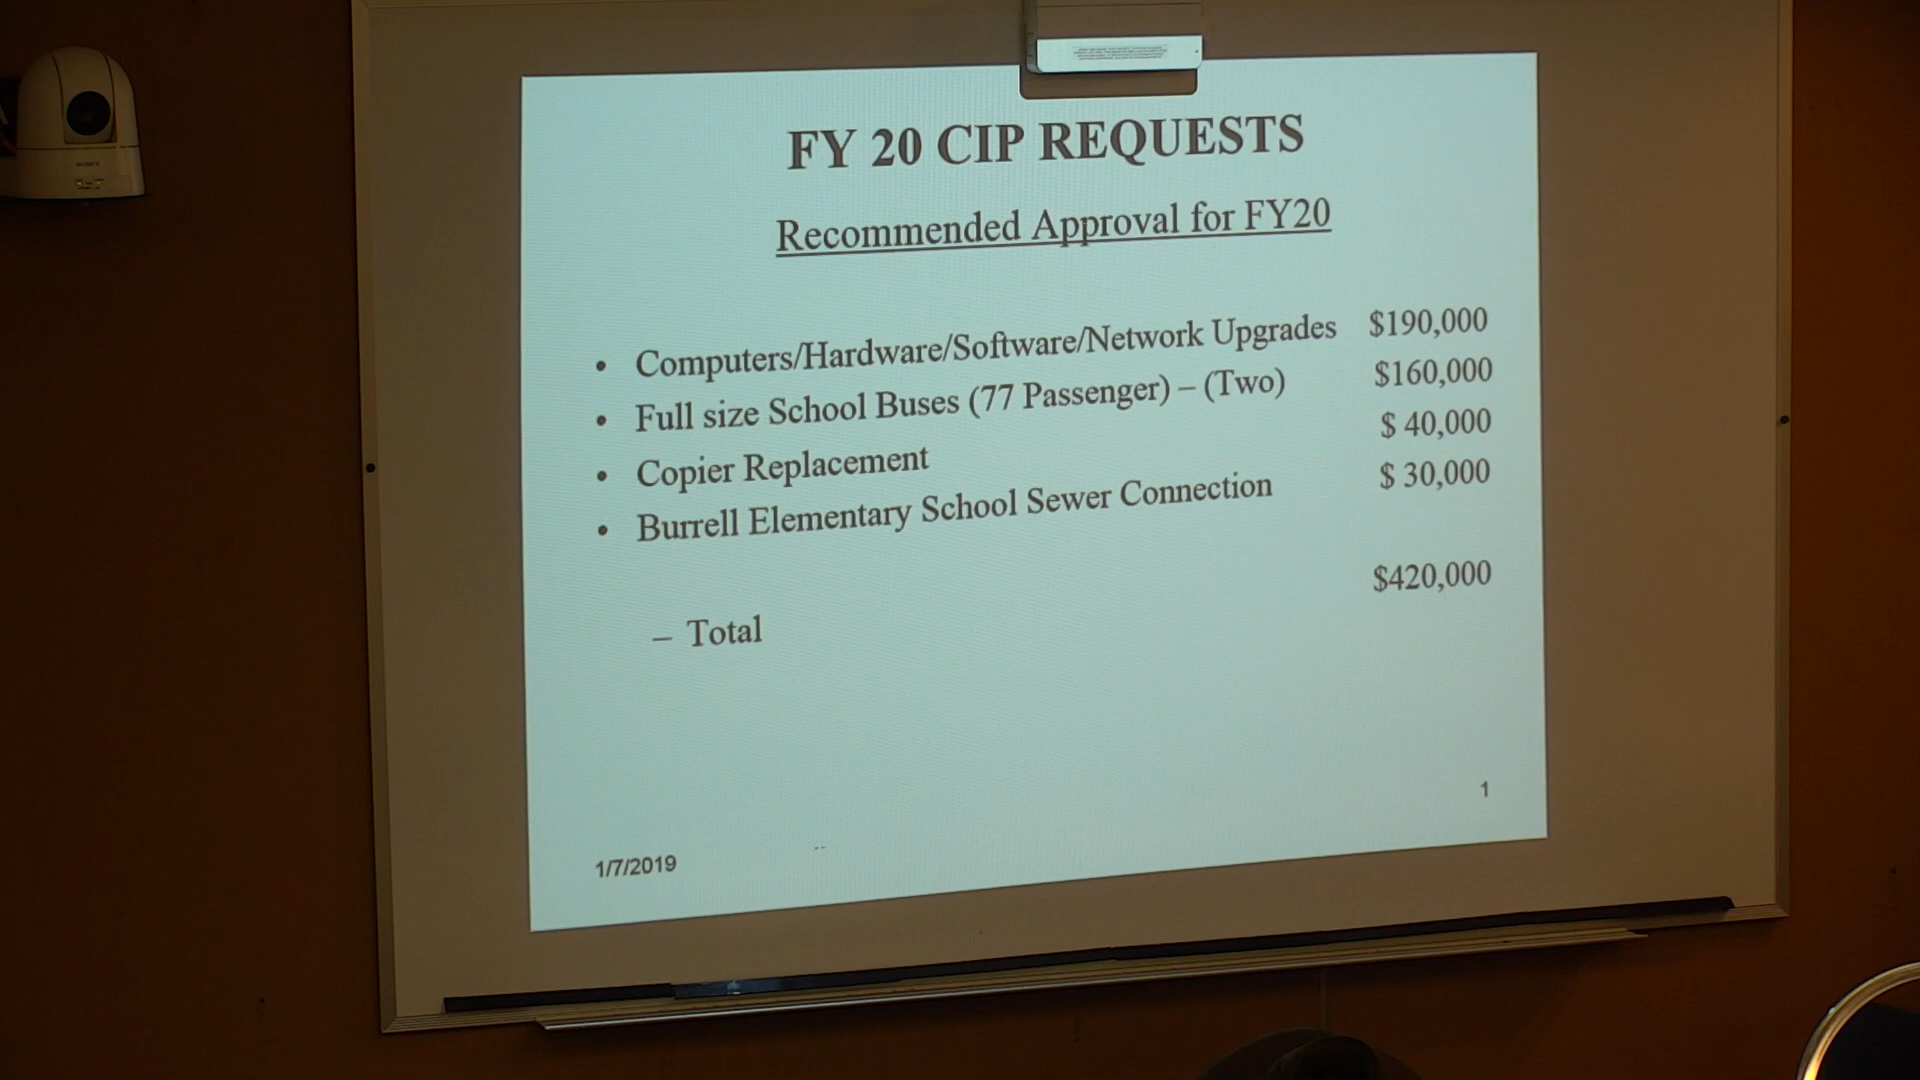 FY 20 CIP REQUESTS
Recommended Approval for FY20
• Computers/Hardware/Software/Network Upgrades $190,000
• Full size School Buses (77 Passenger) – (Two) $160,000
• Copier Replacement $ 40,000
• Burrell Elementary School Sewer Connection $ 30,000
– Total $420,000
1
1/7/2019